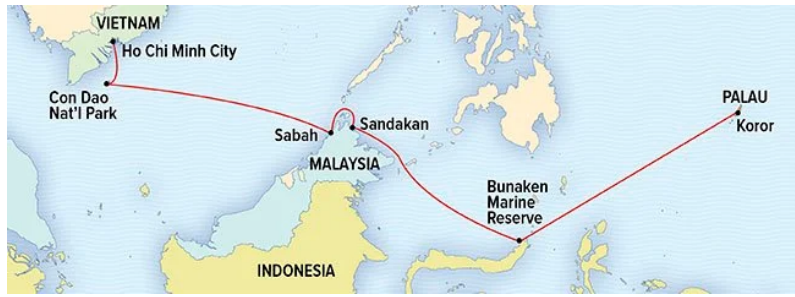 VIETNAM
Ho Chi Minh City
Con Dao
Nat'l Park
Sabah
Sandakan
MALAYSIA
INDONESIA
Bunaken
Marine
Reserve
PALAU
Koror